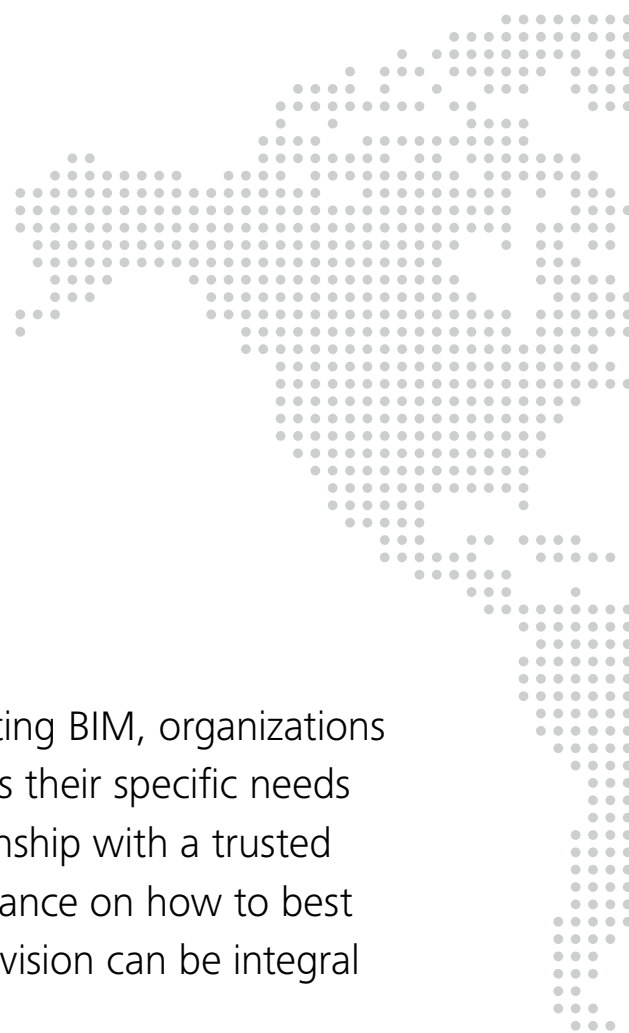 ting BIM, organizations
s their specific needs
nship with a trusted
ance on how to best
vision can be integral